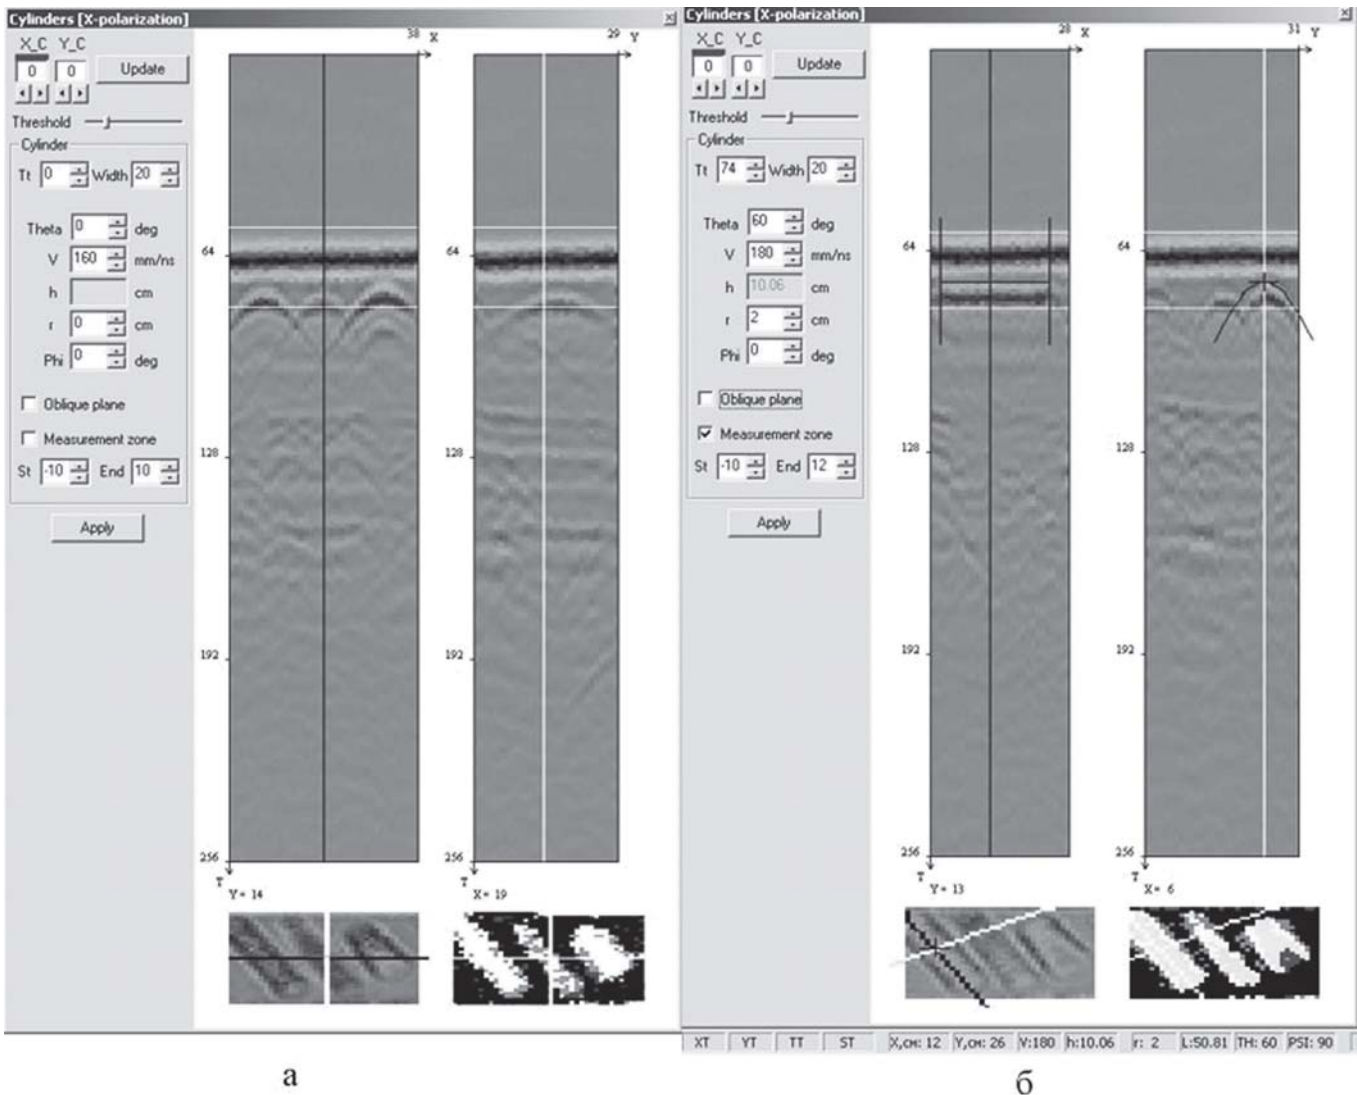 Cylinders [X-polarization]
X_C Y_C
0 0 Update
Threshold
Cylinder
Tt 0 Width 20
Theta 0 deg
V 160 mm/ns
h cm
r 0 cm
Phi 0 deg
Oblique plane
Measurement zone
St -10 End 10
Apply
38 X
64
128
192
256
T
Y= 14
29 Y
64
128
192
256
T
X= 19
Cylinders [X-polarization]
X_C Y_C
0 0 Update
Threshold
Cylinder
Tt 74 Width 20
Theta 60 deg
V 180 mm/ns
h 10.06 cm
r 2 cm
Phi 0 deg
Oblique plane
Measurement zone
St -10 End 12
Apply
28 X
64
128
192
256
T
Y= 13
31 Y
64
128
192
256
T
X= 6
XT YT TT ST X,см: 12 Y,см: 26 V:180 h:10.06 r: 2 L:50.81 TH: 60 PSI: 90
а
б